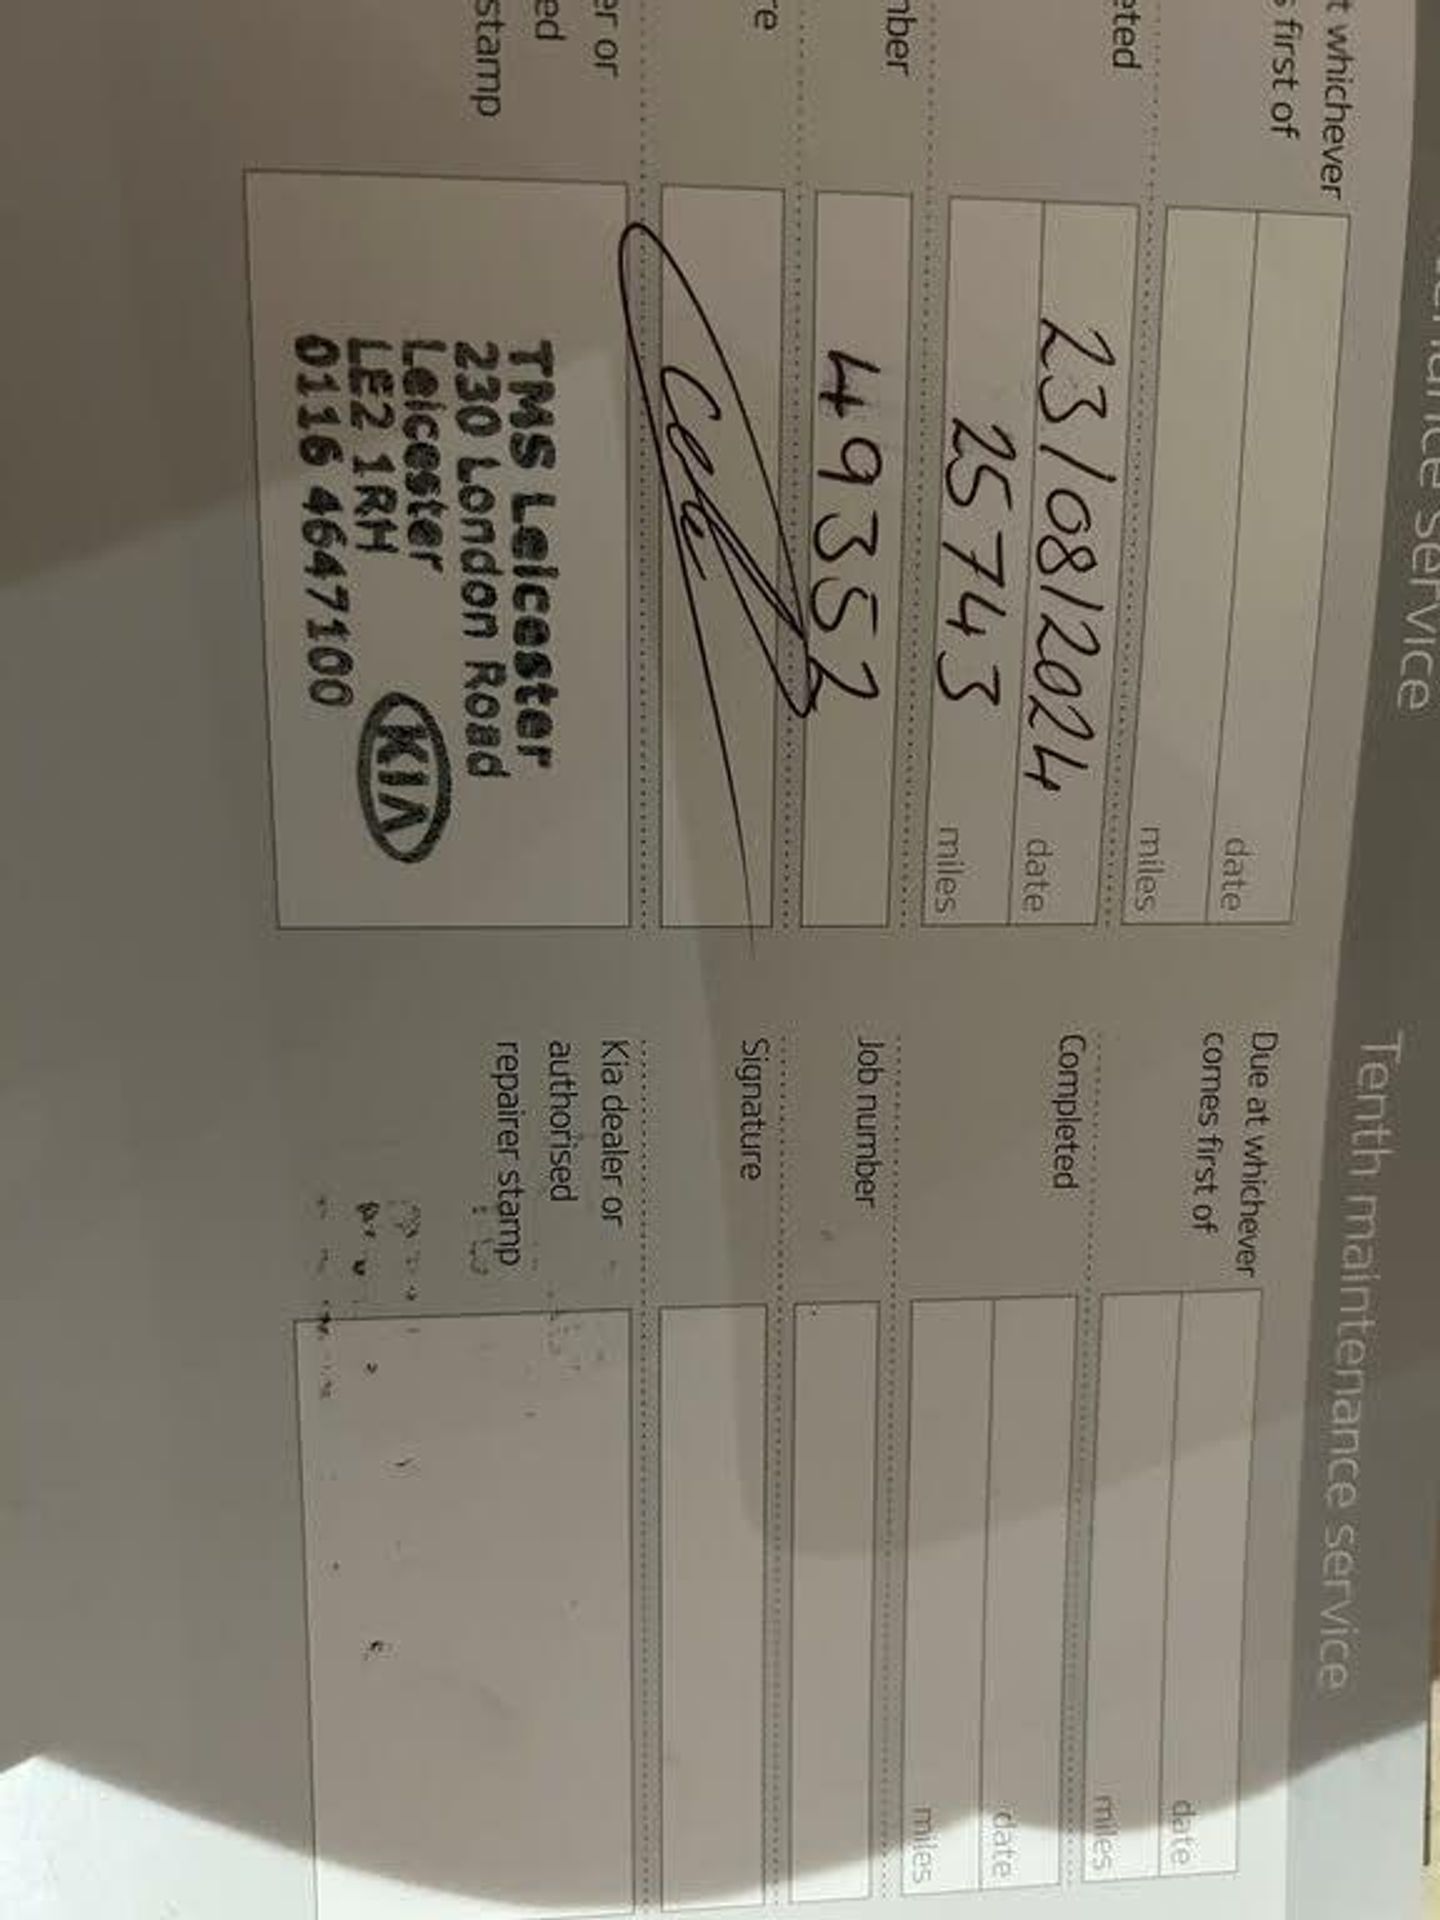 tenance service
t whichever
s first of
date
miles
eted
23/08/2024 date
25743 miles
mber
49352
re
er or
ed
stamp
TMS Leicester
230 London Road
Leicester
LE2 1RH
0116 4647100
KIA
Tenth maintenance service
Due at whichever
comes first of
date
miles
Completed
date
miles
Job number
Signature
Kia dealer or
authorised
repairer stamp